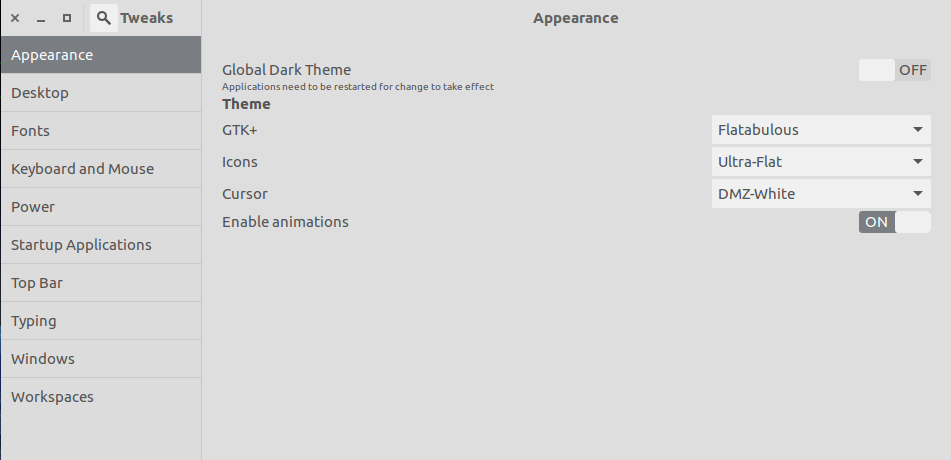 Tweaks
Appearance
Appearance
Desktop
Fonts
Keyboard and Mouse
Power
Startup Applications
Top Bar
Typing
Windows
Workspaces
Global Dark Theme OFF
Applications need to be restarted for change to take effect
Theme
GTK+ Flatabulous
Icons Ultra-Flat
Cursor DMZ-White
Enable animations ON